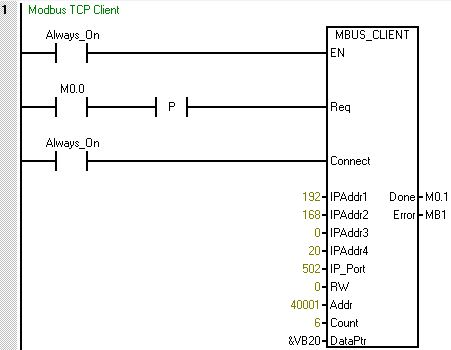 1 Modbus TCP Client
Always_On MBUS_CLIENT
EN
M0.0
P Req
Always_On
Connect
192 IPAddr1 Done M0.1
168 IPAddr2 Error MB1
0 IPAddr3
20 IPAddr4
502 IP_Port
0 RW
40001 Addr
6 Count
&VB20 DataPtr